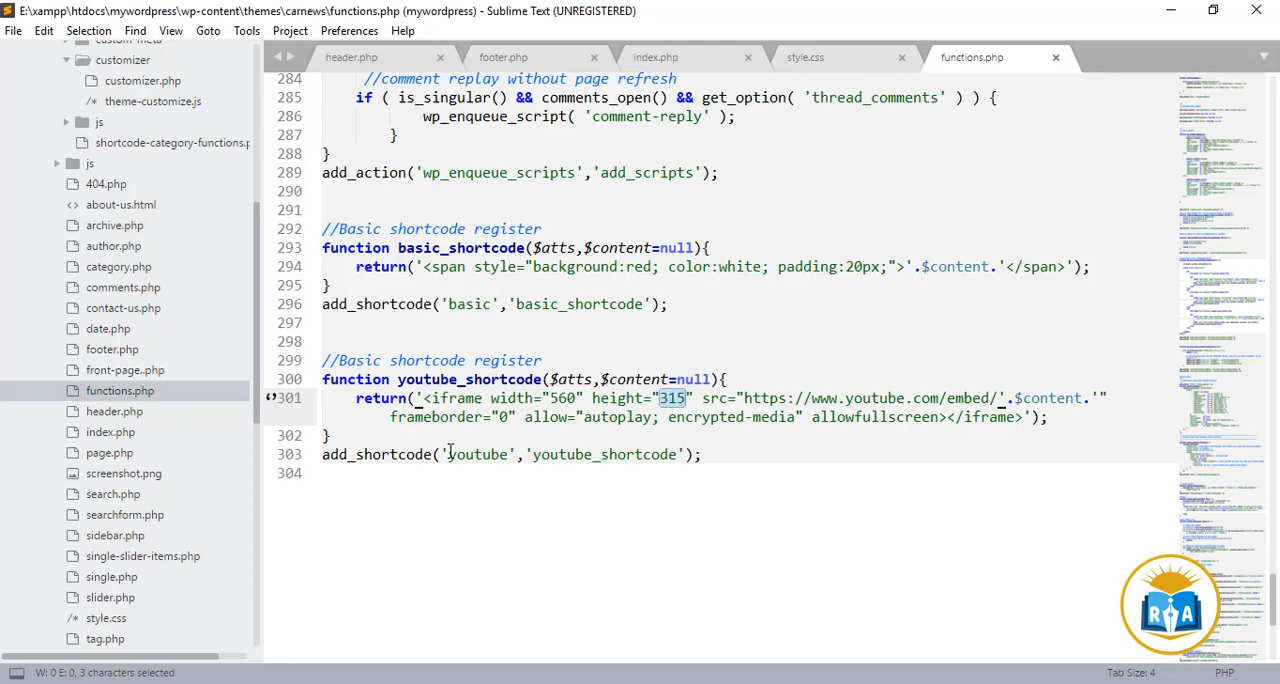 E:\xampp\htdocs\mywordpress\wp-content\themes\carnews\functions.php (mywordpress) - Sublime Text (UNREGISTERED)
File Edit Selection Find View Goto Tools Project Preferences Help
header.php footer.php index.php style.css functions.php
customizer
customizer.php
/* theme-customize.js
js
shortcode-category-functions.p
js
404.php
<> about-us.html
archive.php
author.php
category.php
comments.php
contact-us.php
date.php
footer.php
front-page..php
functions.php
header.php
index.php
page.php
screenshot.png
search.php
searchform.php
sidebar.php
single-slider-items.php
single.php
slider.php
/* style.css
tag.php
284 //comment replay without page refresh
285 if ( is_singular() && comments_open() && get_option( 'thread_comments' ) ) {
286 wp_enqueue_script( 'comment-reply' );
287 }
288 }
289 add_action('wp_enqueue_scripts','add_scripts');
290
291
292 //Basic shortcode register
293 function basic_shortcode($atts,$content=null){
294 return('<span style="background:red; color:white; padding:20px;">'.$content.'</span>');
295 }
296 add_shortcode('basic','basic_shortcode');
297
298
299 //Basic shortcode register
300 function youtube_shortcode($atts,$content=null){
301 return('<iframe width="560" height="315" src="https://www.youtube.com/embed/'.$content.'"
frameborder="0" allow="autoplay; encrypted-media" allowfullscreen></iframe>');
302 }
303 add_shortcode('youtube','youtube_shortcode');
304
R A
W: 0 E: 0, 3 characters selected Tab Size: 4 PHP